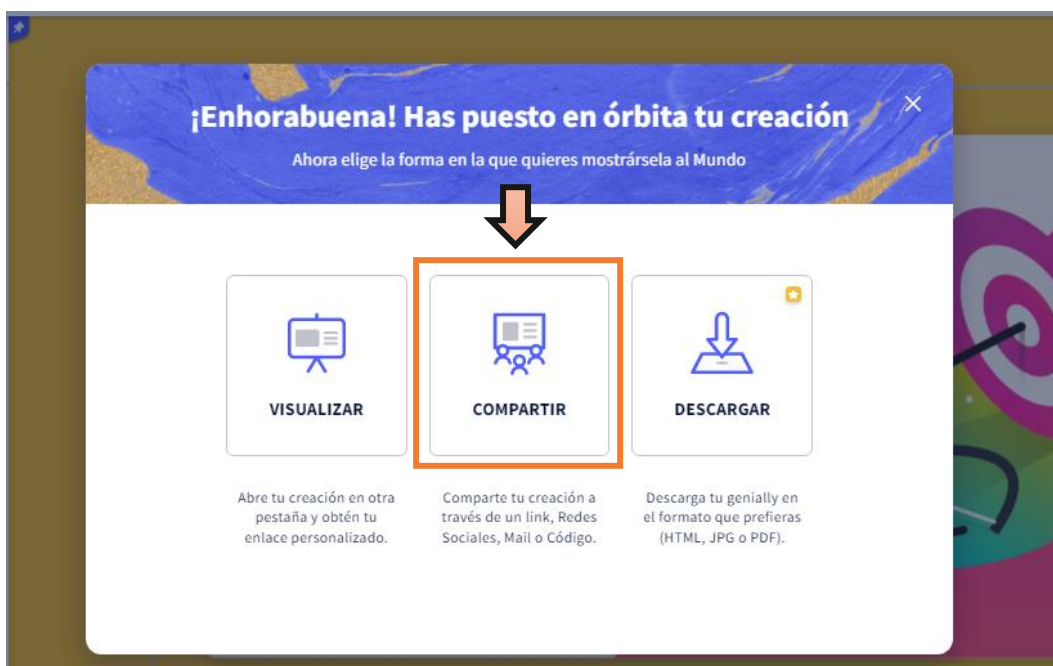 ¡Enhorabuena! Has puesto en órbita tu creación
Ahora elige la forma en la que quieres mostrársela al Mundo
VISUALIZAR
COMPARTIR
DESCARGAR
Abre tu creación en otra
pestaña y obtén tu
enlace personalizado.
Comparte tu creación a
través de un link, Redes
Sociales, Mail o Código.
Descarga tu genially en
el formato que prefieras
(HTML, JPG o PDF).